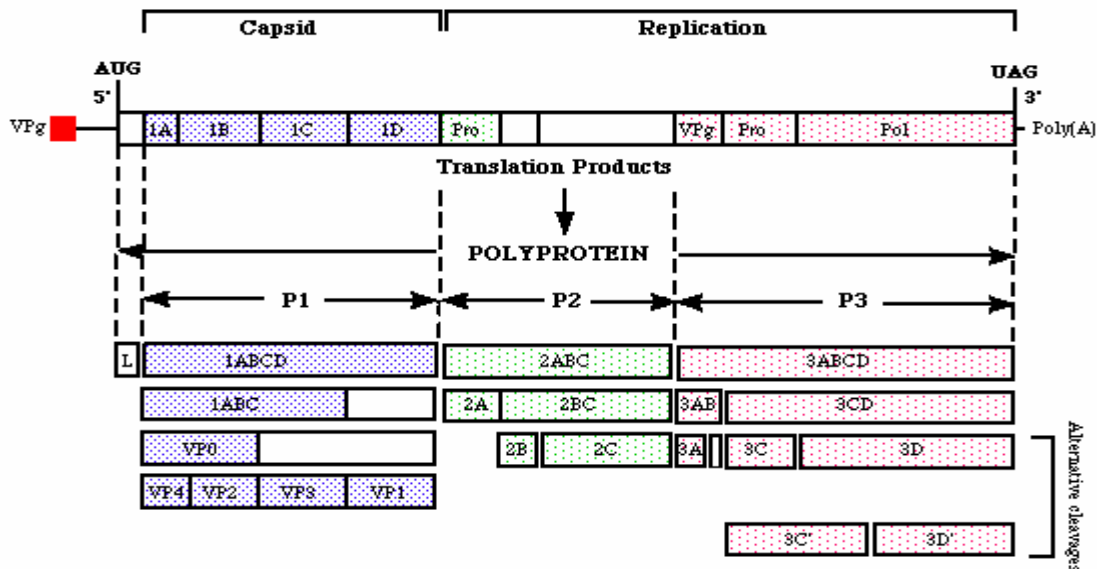 Capsid Replication
AUG UAG
5' 3'
VPg 1A 1B 1C 1D Pro VPg Pro Pol Poly(A)
Translation Products
POLYPROTEIN
P1 P2 P3
L 1ABCD 2ABC 3ABCD
1ABC 2A 2BC 3AB 3CD
VP0 2B 2C 3A 3C 3D
VP4 VP2 VP3 VP1
3C' 3D'
Alternative cleavages